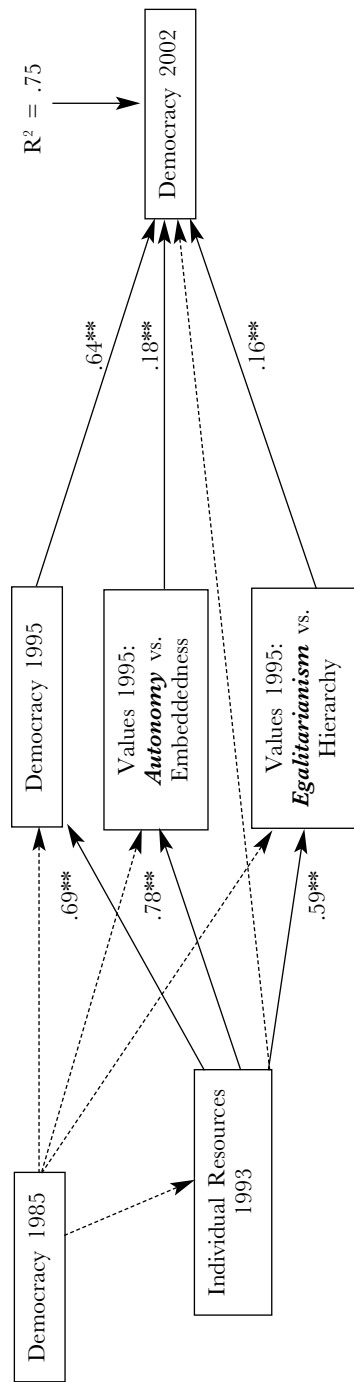 Democracy 1985
Individual Resources
1993
.69**
.78**
.59**
Democracy 1995
Values 1995:
Autonomy vs.
Embeddedness
Values 1995:
Egalitarianism vs.
Hierarchy
.64**
.18**
.16**
R² = .75
Democracy 2002